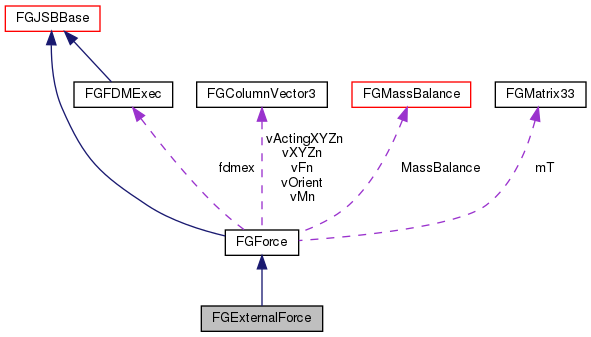 FGJSBBase
FGFDMExec
FGColumnVector3
FGMassBalance
FGMatrix33
fdmex
vActingXYZn
vXYZn
vFn
vOrient
vMn
MassBalance
mT
FGForce
FGExternalForce